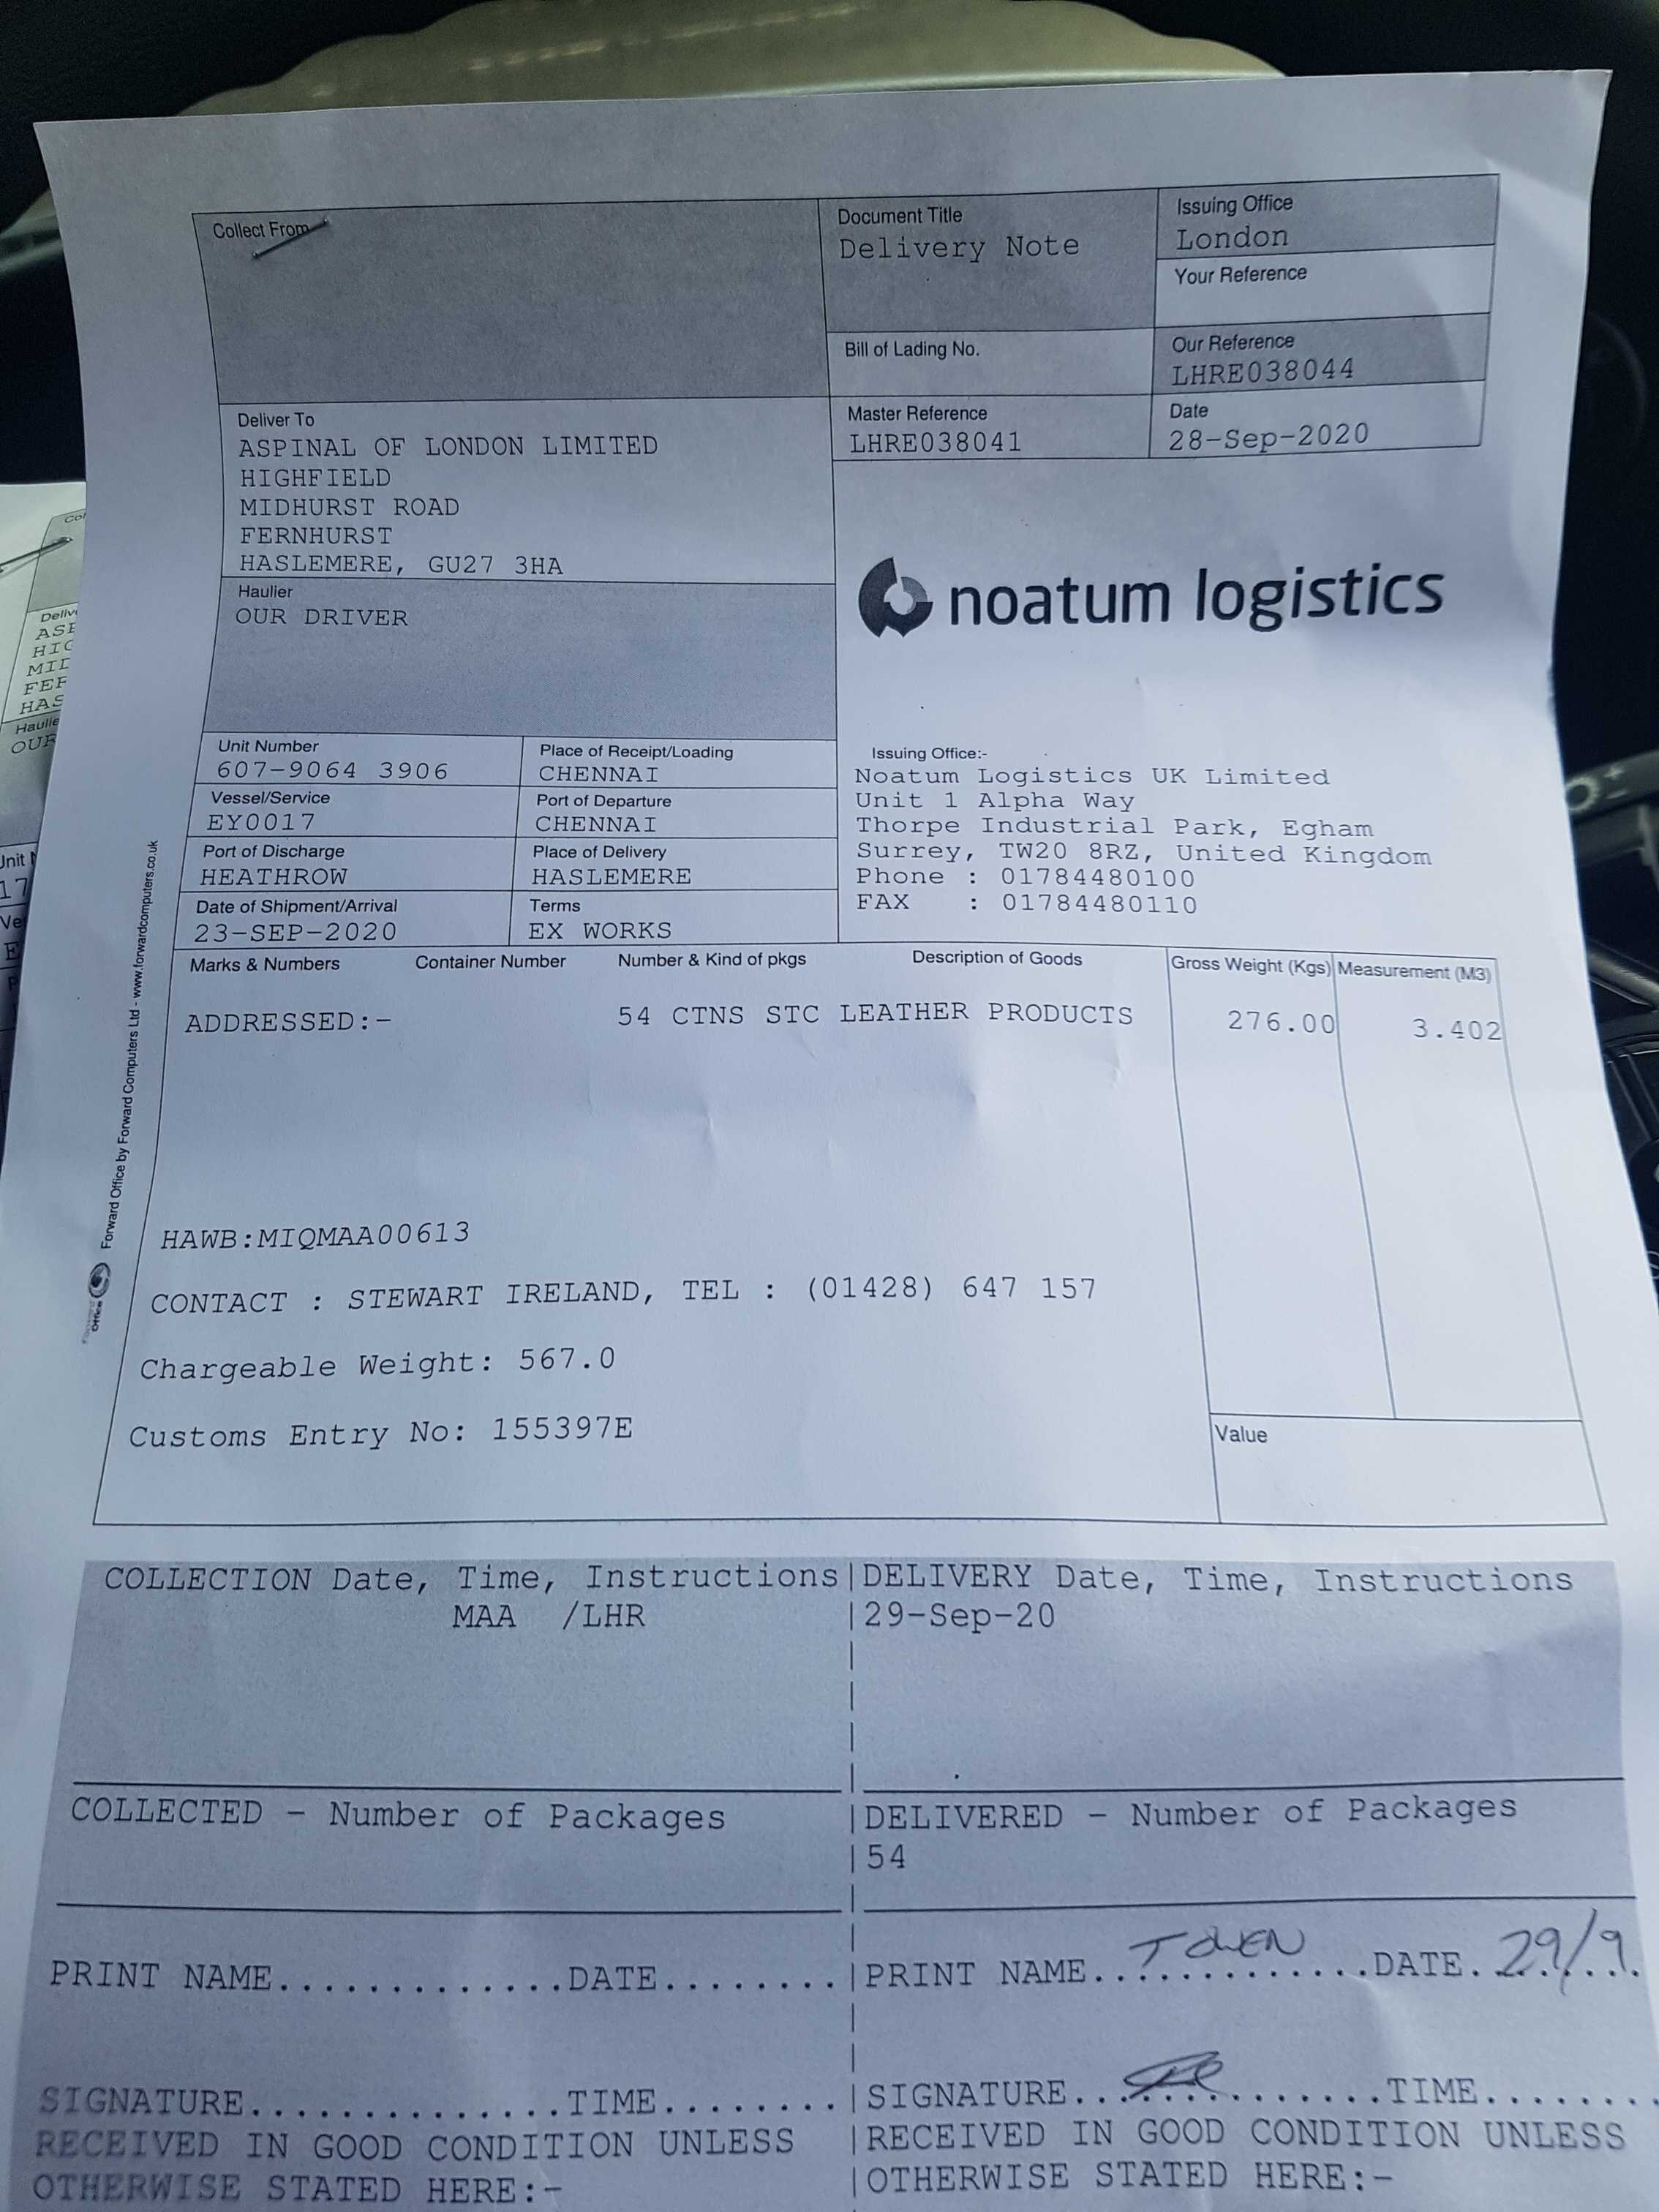 Collect From
Document Title
Delivery Note
Issuing Office
London
Your Reference
Bill of Lading No.
Our Reference
LHRE038044
Deliver To
ASPINAL OF LONDON LIMITED
HIGHFIELD
MIDHURST ROAD
FERNHURST
HASLEMERE, GU27 3HA
Master Reference
LHRE038041
Date
28-Sep-2020
Haulier
OUR DRIVER
noatum logistics
Unit Number
607-9064 3906
Place of Receipt/Loading
CHENNAI
Vessel/Service
EY0017
Port of Departure
CHENNAI
Port of Discharge
HEATHROW
Place of Delivery
HASLEMERE
Date of Shipment/Arrival
23-SEP-2020
Terms
EX WORKS
Issuing Office:-
Noatum Logistics UK Limited
Unit 1 Alpha Way
Thorpe Industrial Park, Egham
Surrey, TW20 8RZ, United Kingdom
Phone : 01784480100
FAX : 01784480110
Marks & Numbers Container Number Number & Kind of pkgs Description of Goods Gross Weight (Kgs) Measurement (M3)
ADDRESSED:- 54 CTNS STC LEATHER PRODUCTS 276.00 3.402
HAWB:MIQMAA00613
CONTACT : STEWART IRELAND, TEL : (01428) 647 157
Chargeable Weight: 567.0
Customs Entry No: 155397E
Value
Forward Office by Forward Computers Ltd - www.forwardcomputers.co.uk
COLLECTION Date, Time, Instructions|DELIVERY Date, Time, Instructions
MAA /LHR |29-Sep-20
COLLECTED - Number of Packages |DELIVERED - Number of Packages
|54
PRINT NAME.............DATE........|PRINT NAME.. T OWEN ...DATE. 29/9.
SIGNATURE..............TIME........|SIGNATURE..............TIME........
RECEIVED IN GOOD CONDITION UNLESS |RECEIVED IN GOOD CONDITION UNLESS
OTHERWISE STATED HERE:- |OTHERWISE STATED HERE:-